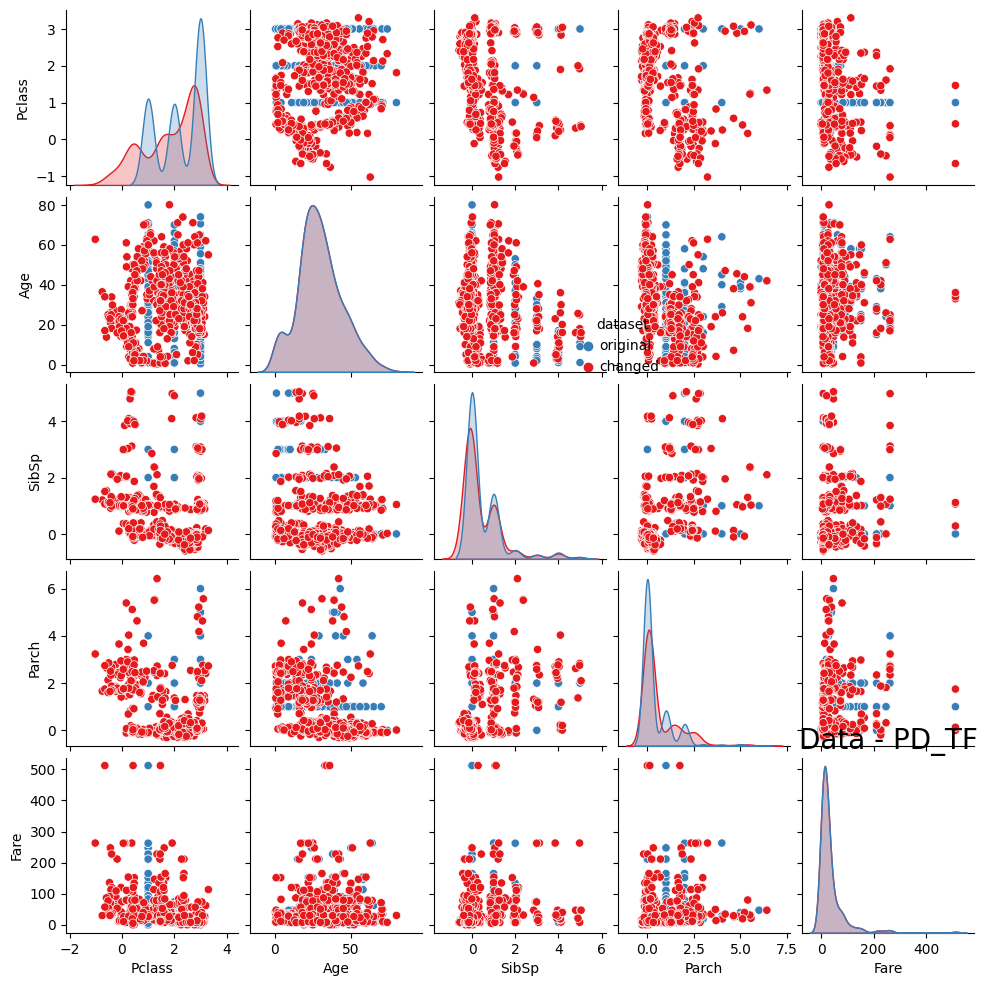 3
2
1
0
−1
Pclass
80
60
40
20
0
Age
dataset
original
changed
4
2
0
SibSp
6
4
2
0
Parch
Data - PD_TF
500
400
300
200
100
0
Fare
−2 0 2 4
0 50
0 2 4 6
0.0 2.5 5.0 7.5
0 200 400
Pclass Age SibSp Parch Fare